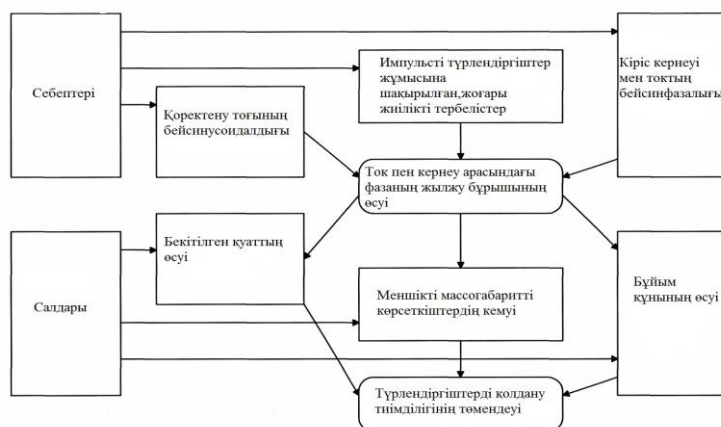 Себептері
Қоректену тоғының
бейсинусоидалдығы
Импульсті түрлендіргіштер
жұмысына
шақырылған,жоғары
жиілікті тербелістер
Кіріс кернеуі
мен токтың
бейсинфазалығы
Ток пен кернеу арасындағы
фазаның жылжу бұрышының
өсуі
Салдары
Бекітілген қуаттың
өсуі
Меншікті массогабаритті
көрсеткіштердің кемуі
Бұйым
құнының өсуі
Түрлендіргіштерді қолдану
тиімділігінің төмендеуі